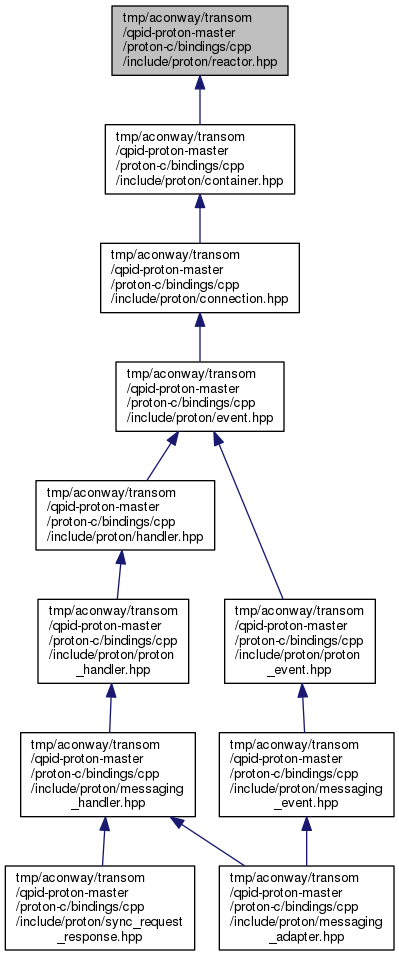 tmp/aconway/transom
/qpid-proton-master
/proton-c/bindings/cpp
/include/proton/reactor.hpp
tmp/aconway/transom
/qpid-proton-master
/proton-c/bindings/cpp
/include/proton/container.hpp
tmp/aconway/transom
/qpid-proton-master
/proton-c/bindings/cpp
/include/proton/connection.hpp
tmp/aconway/transom
/qpid-proton-master
/proton-c/bindings/cpp
/include/proton/event.hpp
tmp/aconway/transom
/qpid-proton-master
/proton-c/bindings/cpp
/include/proton/handler.hpp
tmp/aconway/transom
/qpid-proton-master
/proton-c/bindings/cpp
/include/proton/proton
_handler.hpp
tmp/aconway/transom
/qpid-proton-master
/proton-c/bindings/cpp
/include/proton/proton
_event.hpp
tmp/aconway/transom
/qpid-proton-master
/proton-c/bindings/cpp
/include/proton/messaging
_handler.hpp
tmp/aconway/transom
/qpid-proton-master
/proton-c/bindings/cpp
/include/proton/messaging
_event.hpp
tmp/aconway/transom
/qpid-proton-master
/proton-c/bindings/cpp
/include/proton/sync_request
_response.hpp
tmp/aconway/transom
/qpid-proton-master
/proton-c/bindings/cpp
/include/proton/messaging
_adapter.hpp